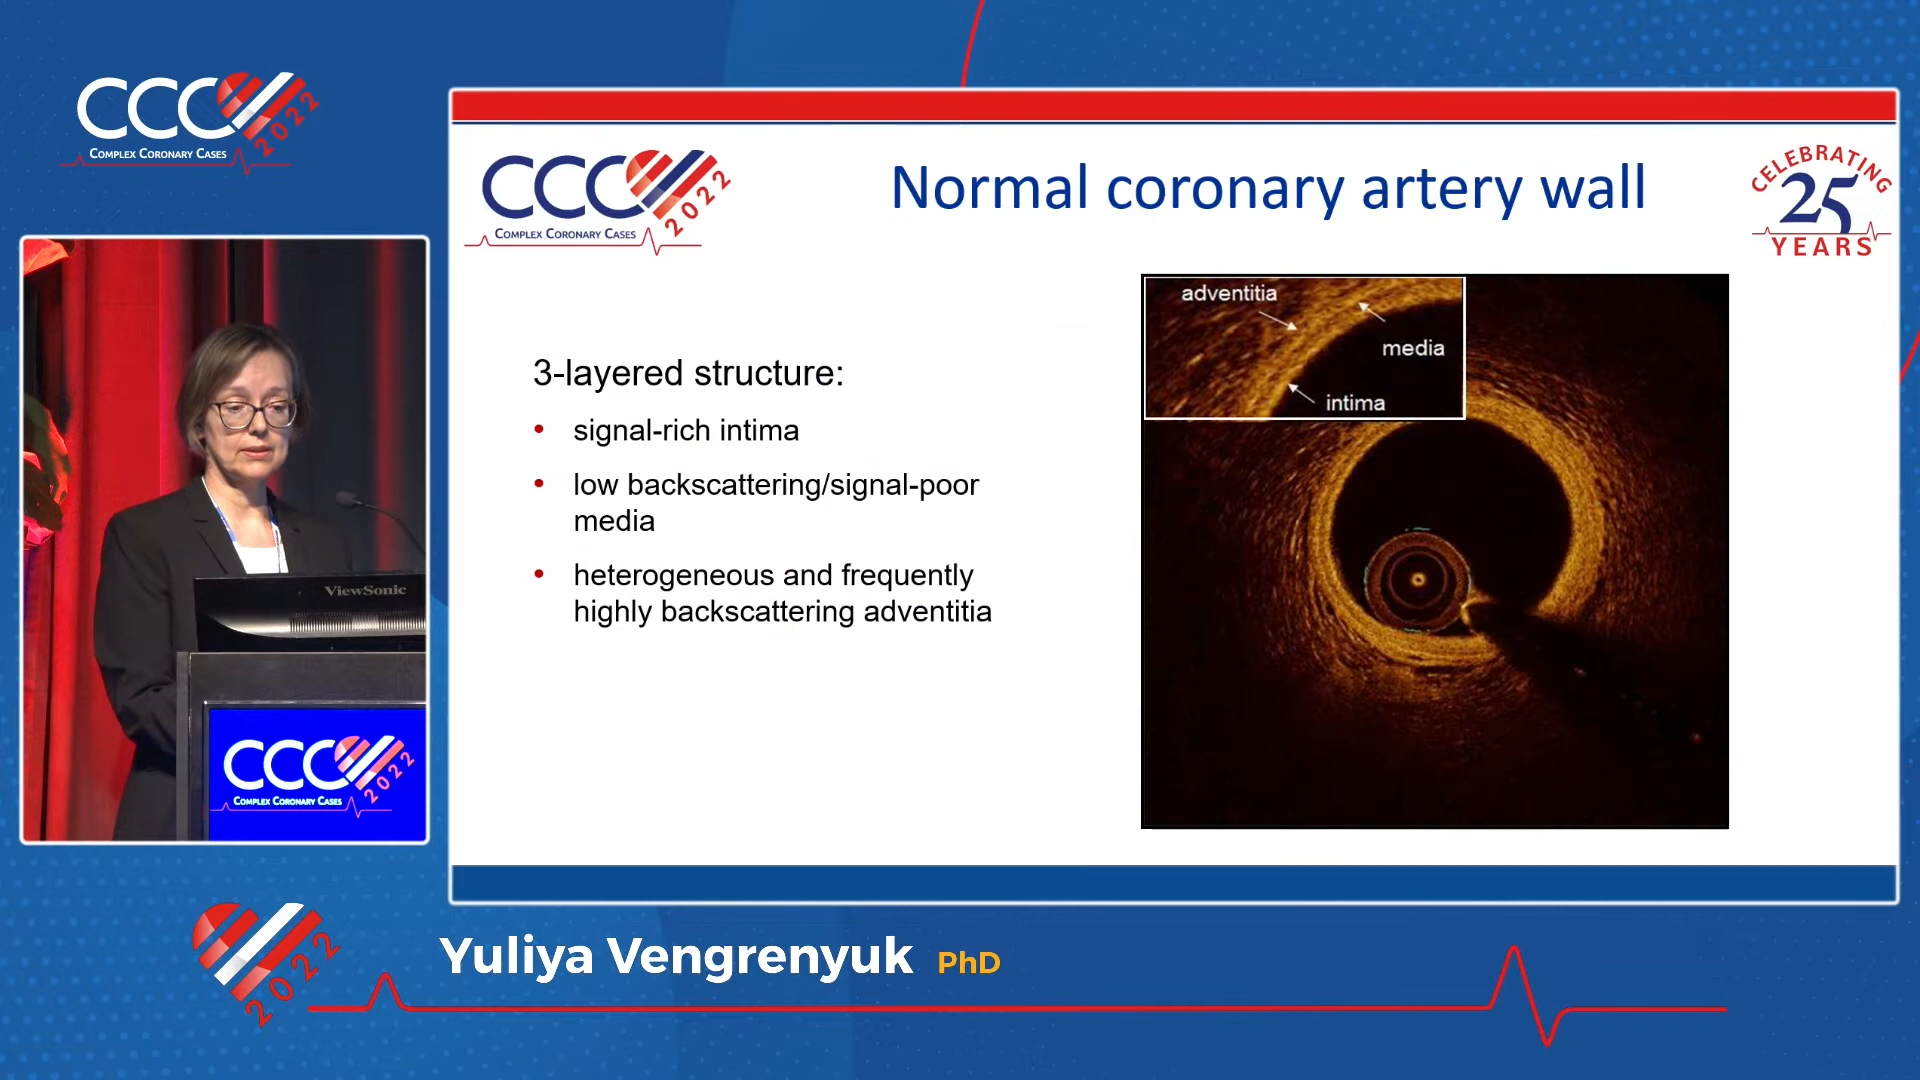 CCC
2022
COMPLEX CORONARY CASES
CCC
2022
COMPLEX CORONARY CASES
Normal coronary artery wall
CELEBRATING
25
YEARS
3-layered structure:
• signal-rich intima
• low backscattering/signal-poor
media
• heterogeneous and frequently
highly backscattering adventitia
adventitia
media
intima
ViewSonic
CCC
2022
COMPLEX CORONARY CASES
2022
Yuliya Vengrenyuk PhD